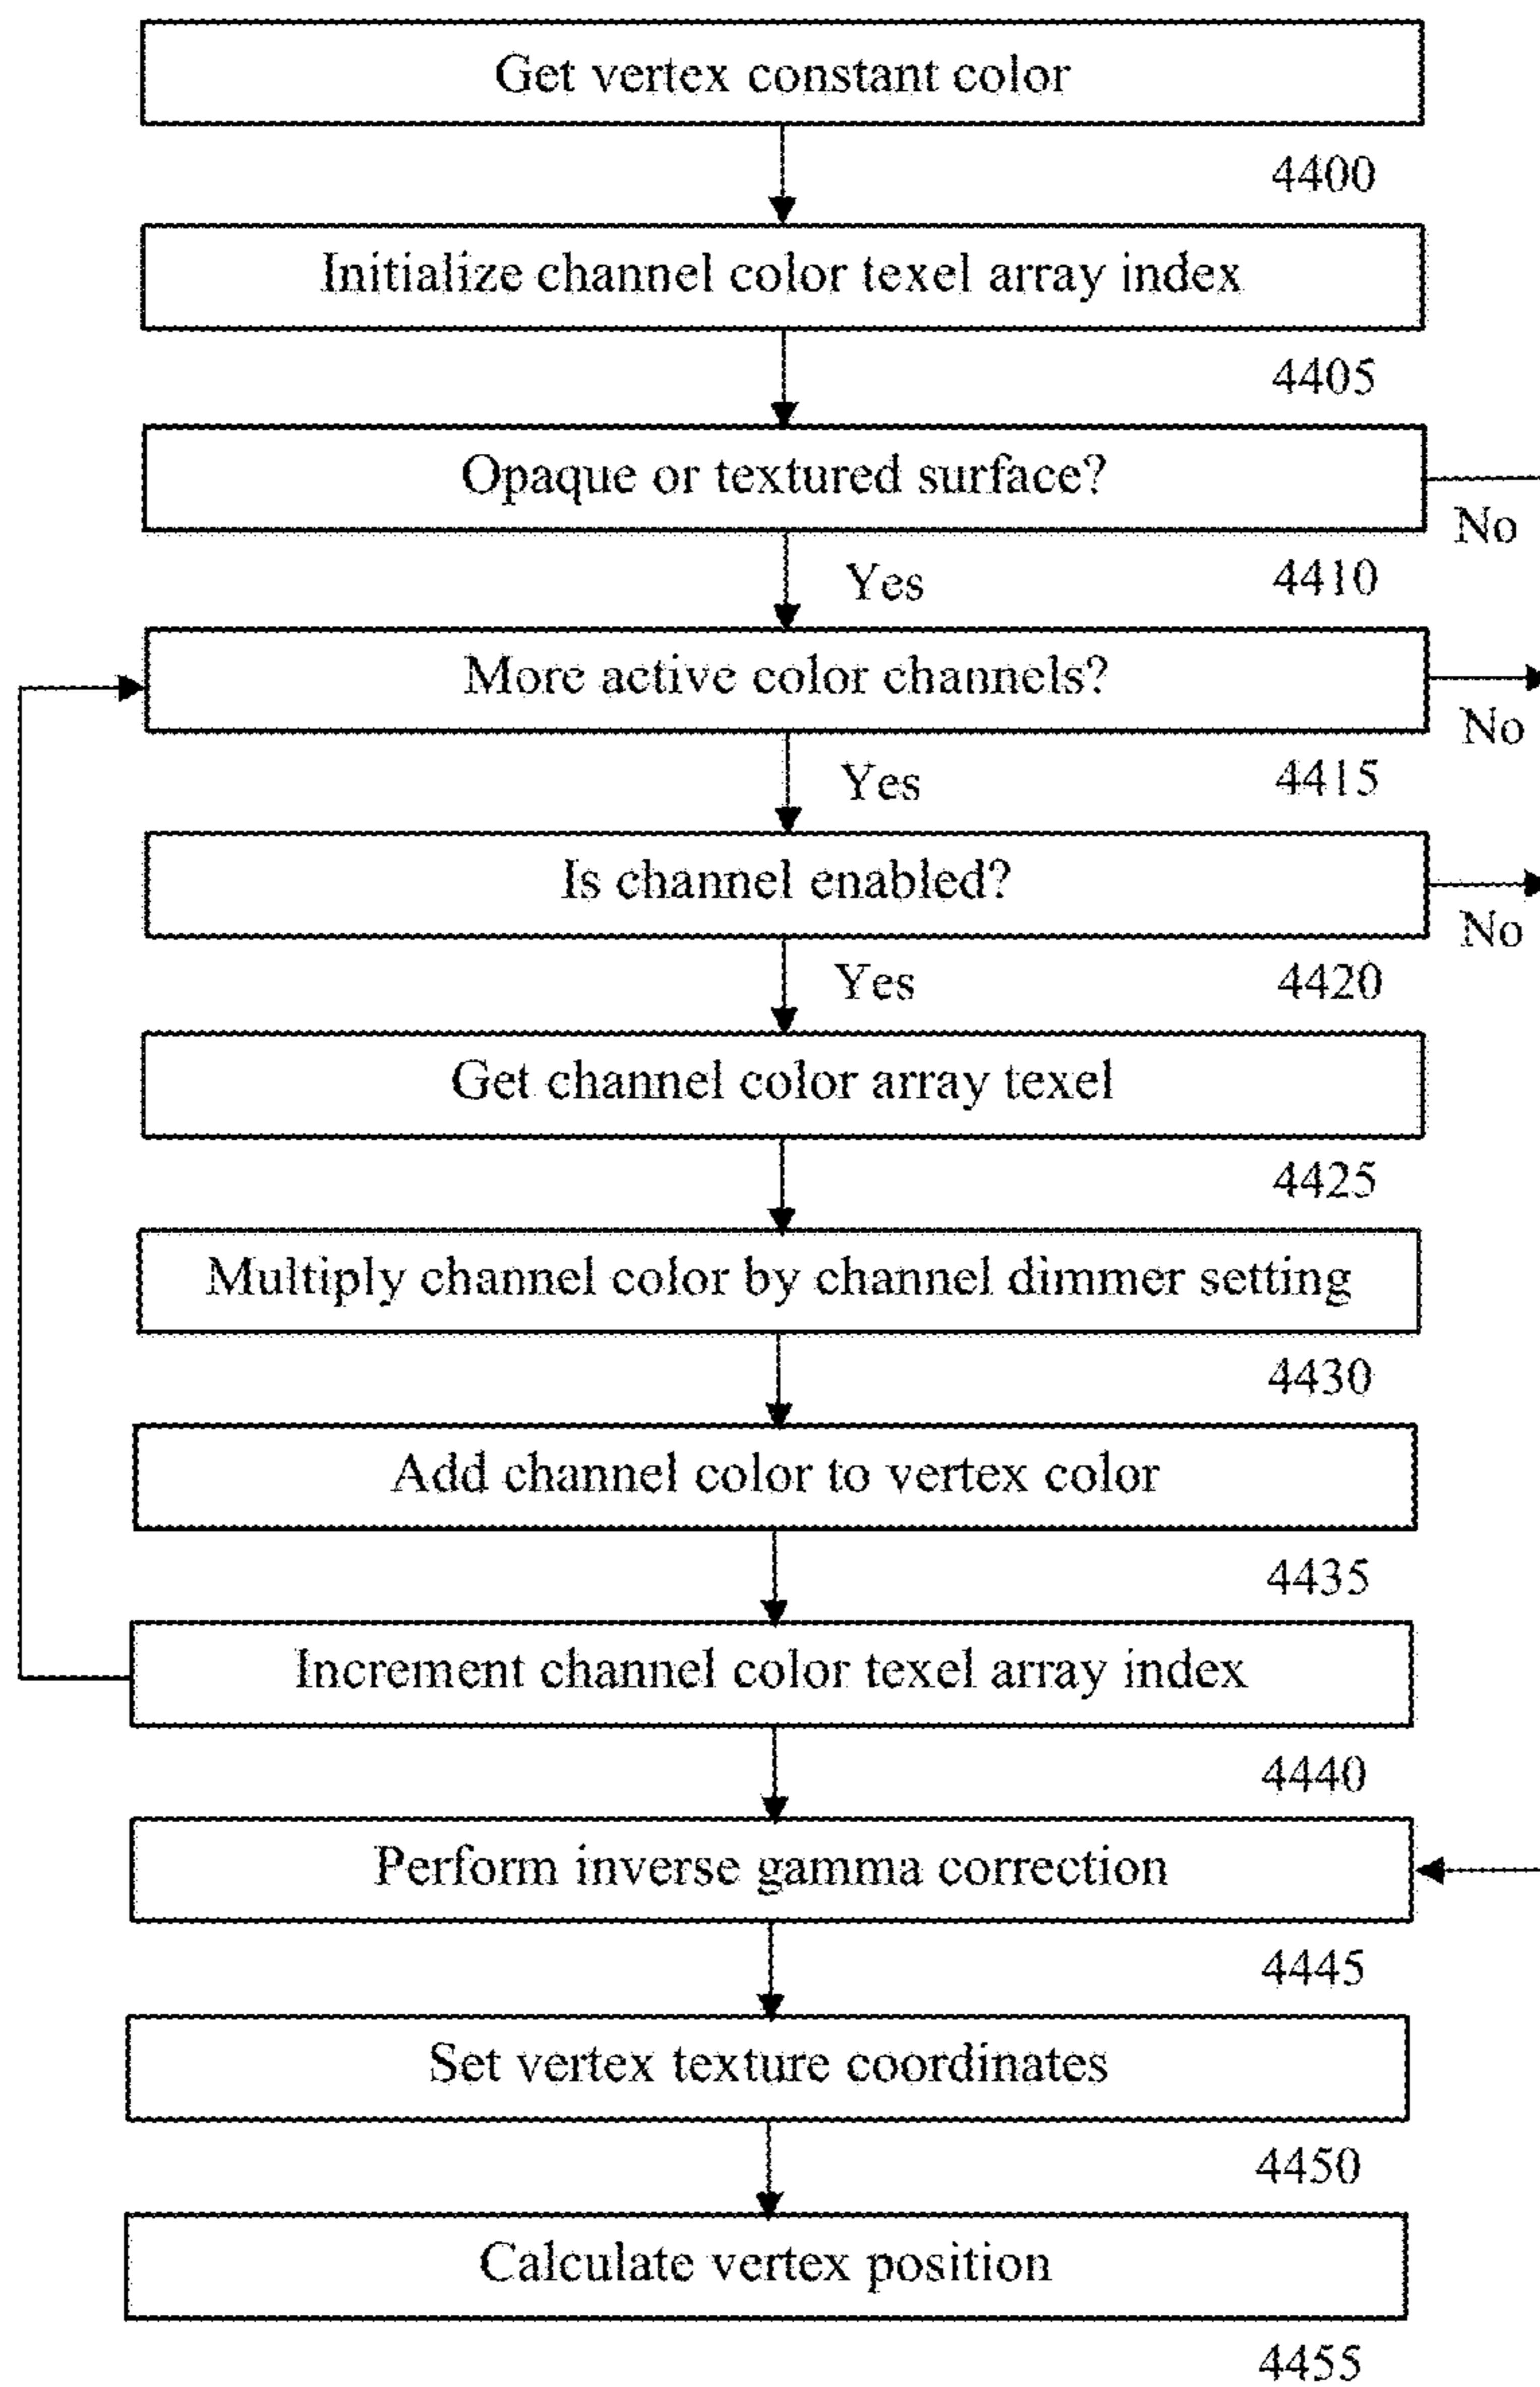 Get vertex constant color
4400
Initialize channel color texel array index
4405
Opaque or textured surface?
No
Yes
4410
More active color channels?
No
Yes
4415
Is channel enabled?
No
Yes
4420
Get channel color array texel
4425
Multiply channel color by channel dimmer setting
4430
Add channel color to vertex color
4435
Increment channel color texel array index
4440
Perform inverse gamma correction
4445
Set vertex texture coordinates
4450
Calculate vertex position
4455